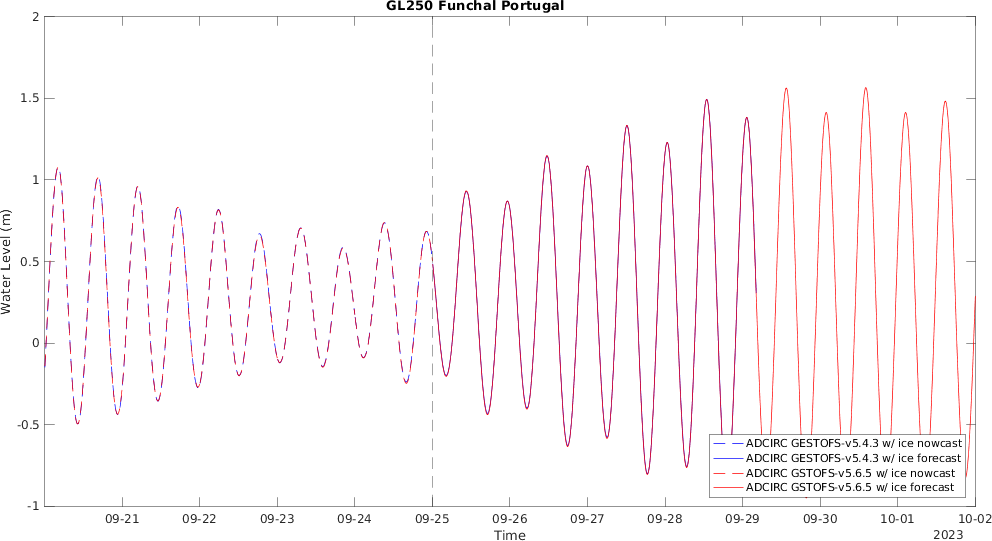 GL250 Funchal Portugal
2
1.5
1
0.5
0
-0.5
-1
Water Level (m)
ADCIRC GESTOFS-v5.4.3 w/ ice nowcast
ADCIRC GESTOFS-v5.4.3 w/ ice forecast
ADCIRC GSTOFS-v5.6.5 w/ ice nowcast
ADCIRC GSTOFS-v5.6.5 w/ ice forecast
09-21 09-22 09-23 09-24 09-25 09-26 09-27 09-28 09-29 09-30 10-01 10-02
Time
2023